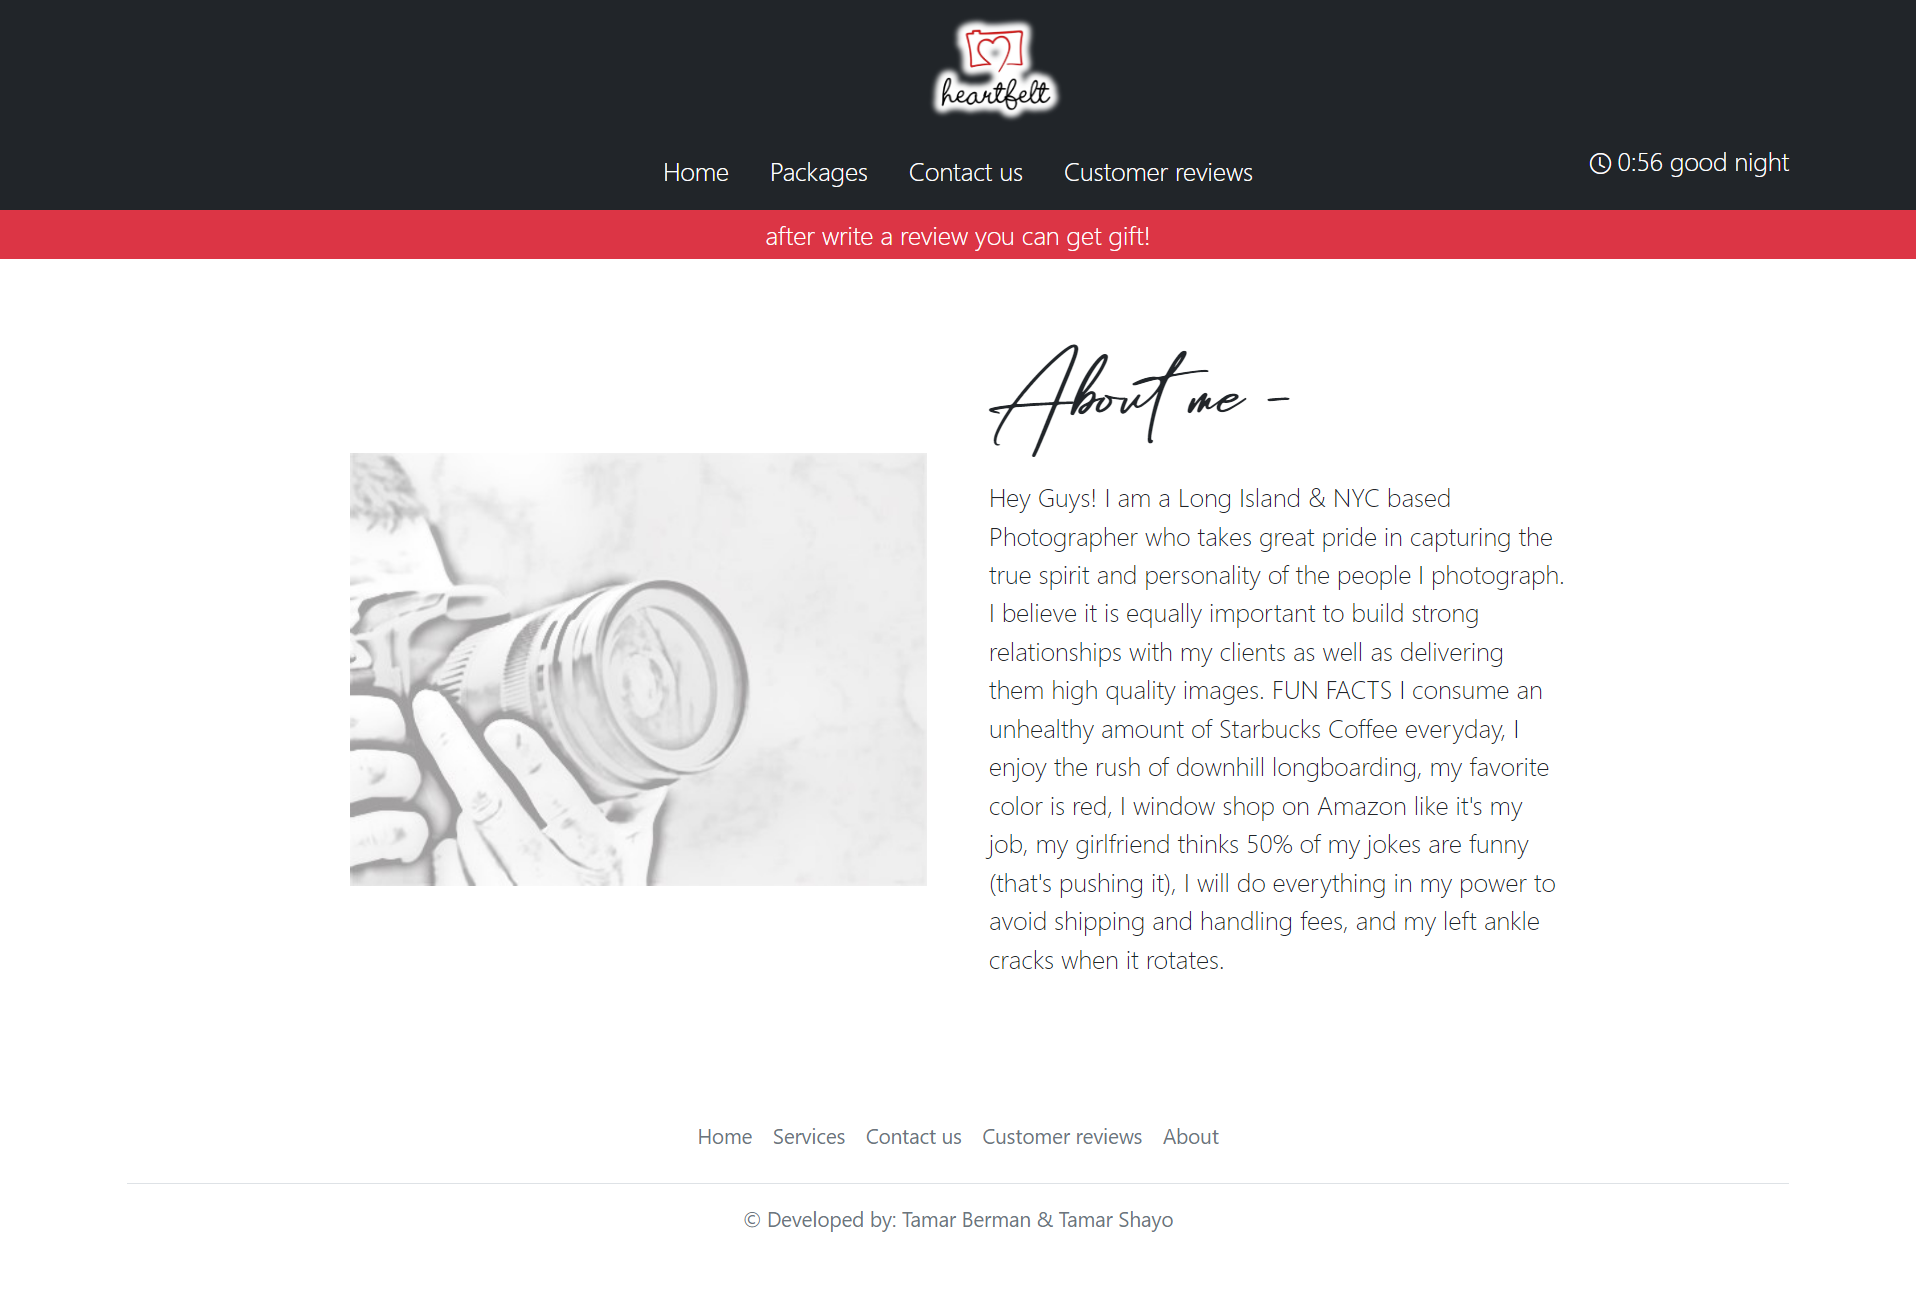 heartfelt
Home Packages Contact us Customer reviews
0:56 good night
after write a review you can get gift!
About me -
Hey Guys! I am a Long Island & NYC based
Photographer who takes great pride in capturing the
true spirit and personality of the people I photograph.
I believe it is equally important to build strong
relationships with my clients as well as delivering
them high quality images. FUN FACTS I consume an
unhealthy amount of Starbucks Coffee everyday, I
enjoy the rush of downhill longboarding, my favorite
color is red, I window shop on Amazon like it's my
job, my girlfriend thinks 50% of my jokes are funny
(that's pushing it), I will do everything in my power to
avoid shipping and handling fees, and my left ankle
cracks when it rotates.
Home Services Contact us Customer reviews About
© Developed by: Tamar Berman & Tamar Shayo